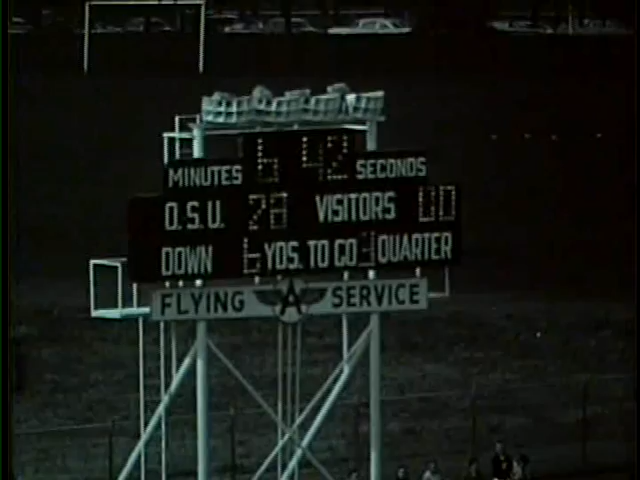 MINUTES 6 42 SECONDS
O.S.U. 28 VISITORS 00
DOWN 6 YDS. TO GO 3 QUARTER
FLYING A SERVICE